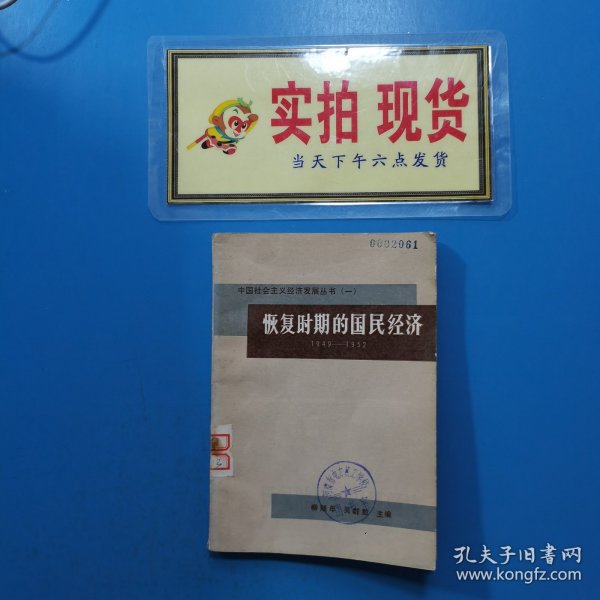 实拍 现货
当天下午六点发货
0002061
中国社会主义经济发展丛书（一）
恢复时期的国民经济
1949—1952
主编
孔夫子旧书网
www.kongfz.com